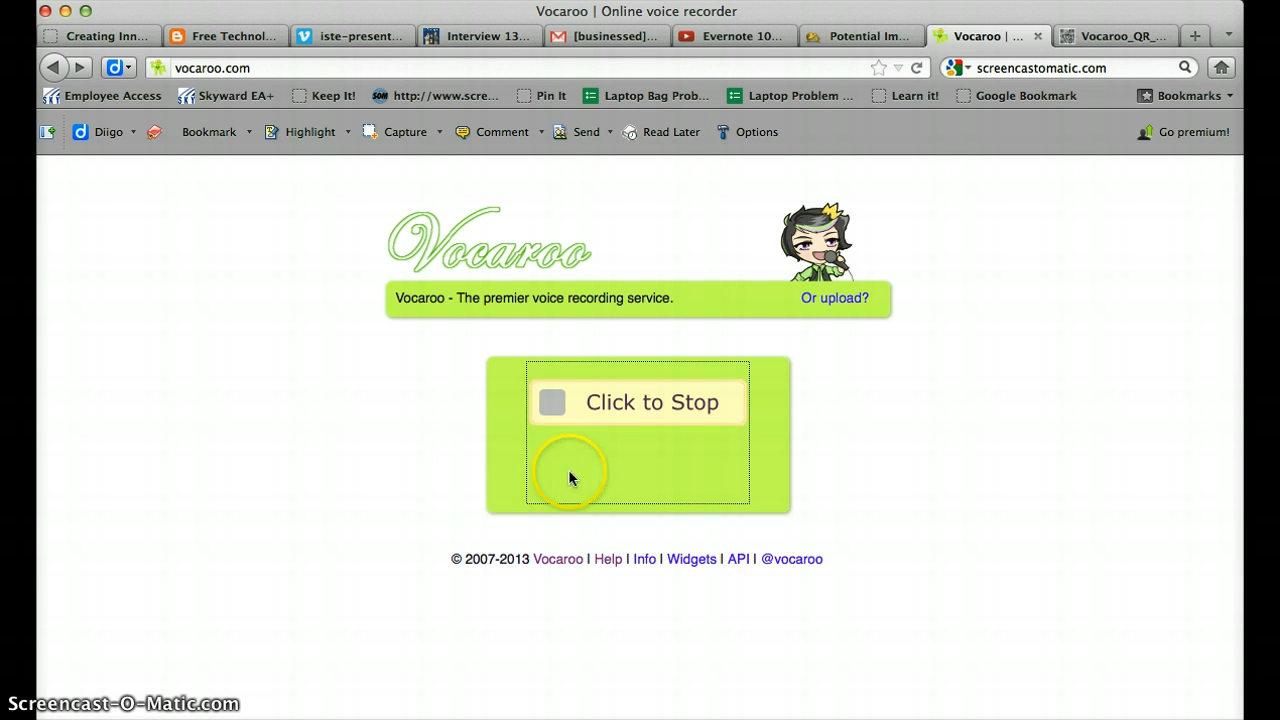 Vocaroo | Online voice recorder
Creating Inn...
Free Technol...
iste-present...
Interview 13...
[businessed]...
Evernote 10...
Potential Im...
Vocaroo | ...
Vocaroo_QR_...
vocaroo.com
screencastomatic.com
Employee Access
Skyward EA+
Keep It!
http://www.scre...
Pin It
Laptop Bag Prob...
Laptop Problem ...
Learn it!
Google Bookmark
Bookmarks
Diigo
Bookmark
Highlight
Capture
Comment
Send
Read Later
Options
Go premium!
Vocaroo
Vocaroo - The premier voice recording service.
Or upload?
Click to Stop
© 2007-2013 Vocaroo | Help | Info | Widgets | API | @vocaroo
Screencast-O-Matic.com